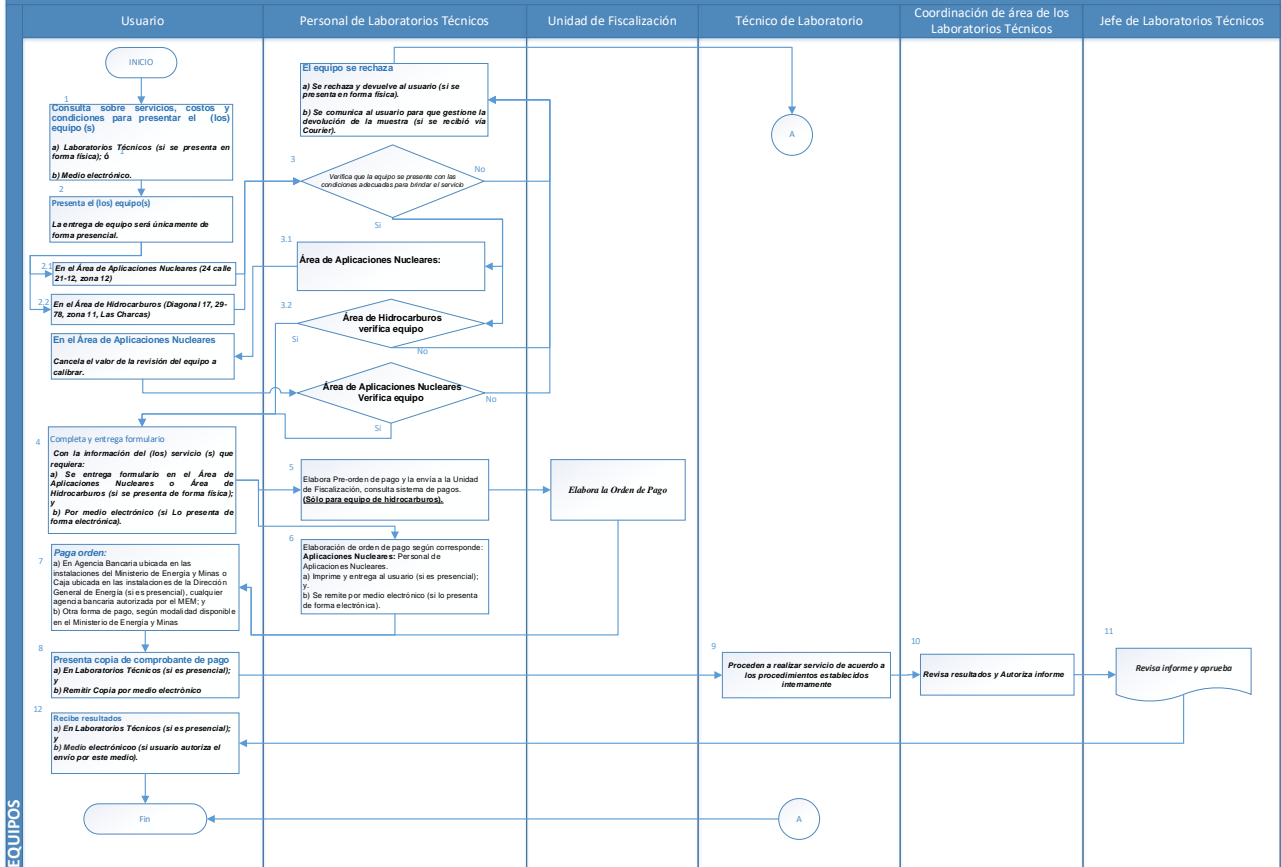 Usuario
Personal de Laboratorios Técnicos
Unidad de Fiscalización
Técnico de Laboratorio
Coordinación de área de los
Laboratorios Técnicos
Jefe de Laboratorios Técnicos
EQUIPOS
INICIO
1
Consulta sobre servicios, costos y
condiciones para presentar el (los)
equipo (s)
a) Laboratorios Técnicos (si se presenta en
forma física); ó
b) Medio electrónico.
2
Presenta el (los) equipo(s)
La entrega de equipo será únicamente de
forma presencial.
2.1
En el Área de Aplicaciones Nucleares (24 calle
21-12, zona 12)
2.2
En el Área de Hidrocarburos (Diagonal 17, 29-
78, zona 11, Las Charcas)
En el Área de Aplicaciones Nucleares
Cancela el valor de la revisión del equipo a
calibrar.
El equipo se rechaza
a) Se rechaza y devuelve al usuario (si se
presenta en forma física).
b) Se comunica al usuario para que gestione la
devolución de la muestra (si se recibió vía
Courier).
A
3
Verifica que la equipo se presente con las
condiciones adecuadas para brindar el servicio
No
Si
3.1
Área de Aplicaciones Nucleares:
3.2
Área de Hidrocarburos
verifica equipo
Si
No
Área de Aplicaciones Nucleares
Verifica equipo
No
Si
4
Completa y entrega formulario
Con la información del (los) servicio (s) que
requiera:
a) Se entrega formulario en el Área de
Aplicaciones Nucleares o Área de
Hidrocarburos (si se presenta de forma física);
y
b) Por medio electrónico (si Lo presenta de
forma electrónica).
5
Elabora Pre-orden de pago y la envía a la Unidad
de Fiscalización, consulta sistema de pagos.
(Sólo para equipo de hidrocarburos).
Elabora la Orden de Pago
6
Elaboración de orden de pago según corresponde:
Aplicaciones Nucleares: Personal de
Aplicaciones Nucleares.
a) Imprime y entrega al usuario (si es presencial);
y.
b) Se remite por medio electrónico (si lo presenta
de forma electrónica).
7
Paga orden:
a) En Agencia Bancaria ubicada en las
instalaciones del Ministerio de Energía y Minas o
Caja ubicada en las instalaciones de la Dirección
General de Energía (si es presencial), cualquier
agencia bancaria autorizada por el MEM; y
b) Otra forma de pago, según modalidad disponible
en el Ministerio de Energía y Minas
8
Presenta copia de comprobante de pago
a) En Laboratorios Técnicos (si es presencial);
y
b) Remitir Copia por medio electrónico
9
Proceden a realizar servicio de acuerdo a
los procedimientos establecidos
internamente
10
Revisa resultados y Autoriza informe
11
Revisa informe y aprueba
12
Recibe resultados
a) En Laboratorios Técnicos (si es presencial);
y
b) Medio electrónicoo (si usuario autoriza el
envío por este medio).
Fin
A